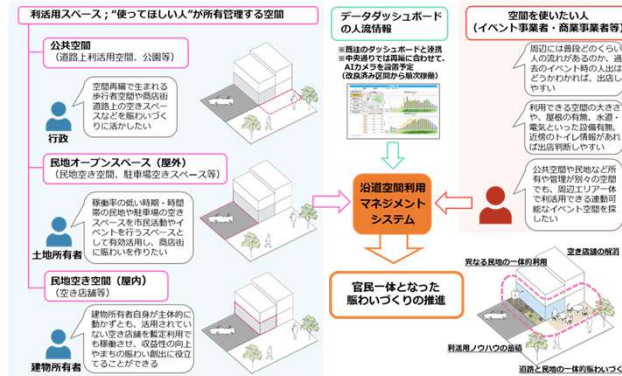 利活用スペース；“使ってほしい人”が所有管理する空間
公共空間
（道路上利活用空間、公園等）
空間再編で生まれる
歩行者空間や商店街
道路上の空きスペー
スなどを賑わいづく
りに活かしたい
行政
民地オープンスペース（屋外）
（民地空き空間、駐車場空きスペース等）
稼働率の低い時期・時間
帯の民地や駐車場の空き
スペースを市民活動やイ
ベントを行うスペースと
して有効活用し、商店街
に賑わいを作りたい
土地所有者
民地空き空間（屋内）
（空き店舗等）
建物所有者自身が主体的に
動かずとも、活用されてい
ない空き店舗を暫定利用で
も稼働させ、収益性の向上
やまちの賑わい創出に役立
てることができる
建物所有者
データダッシュボード
の人流情報
※既往のダッシュボードと連携
※中央通りでは再編に合わせて、
AIカメラを設置予定
（改良済み区間から順次稼働）
沿道空間利用
マネジメント
システム
官民一体となった
賑わいづくりの推進
空間を使いたい人
（イベント事業者・商業事業者等）
周辺には普段どのくらい
人の流れがあるのか、過
去のイベント時の人出は
どうかわかれば、出店し
やすい
利用できる空間の大きさ
や、屋根の有無、水道・
電気といった設備有無、
近傍のトイレ情報があれ
ば出店判断しやすい
公共空間や民地など所
有や管理が別々の空間
でも、周辺エリア一体
で利活用できる連動可
能なイベント空間を探
したい
空き店舗の解消
異なる民地の一体的利用
利活用ノウハウの蓄積
道路と民地の一体的賑わいづくり